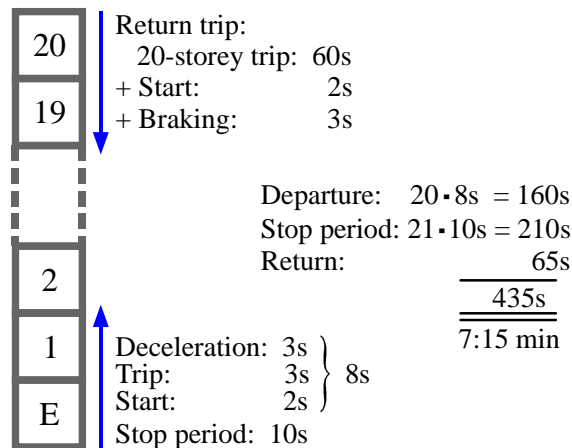 20
19
2
1
E
Return trip:
20-storey trip: 60s
+ Start: 2s
+ Braking: 3s
Departure: 20▪8s = 160s
Stop period: 21▪10s = 210s
Return: 65s
435s
7:15 min
Deceleration: 3s
Trip: 3s
Start: 2s
8s
Stop period: 10s